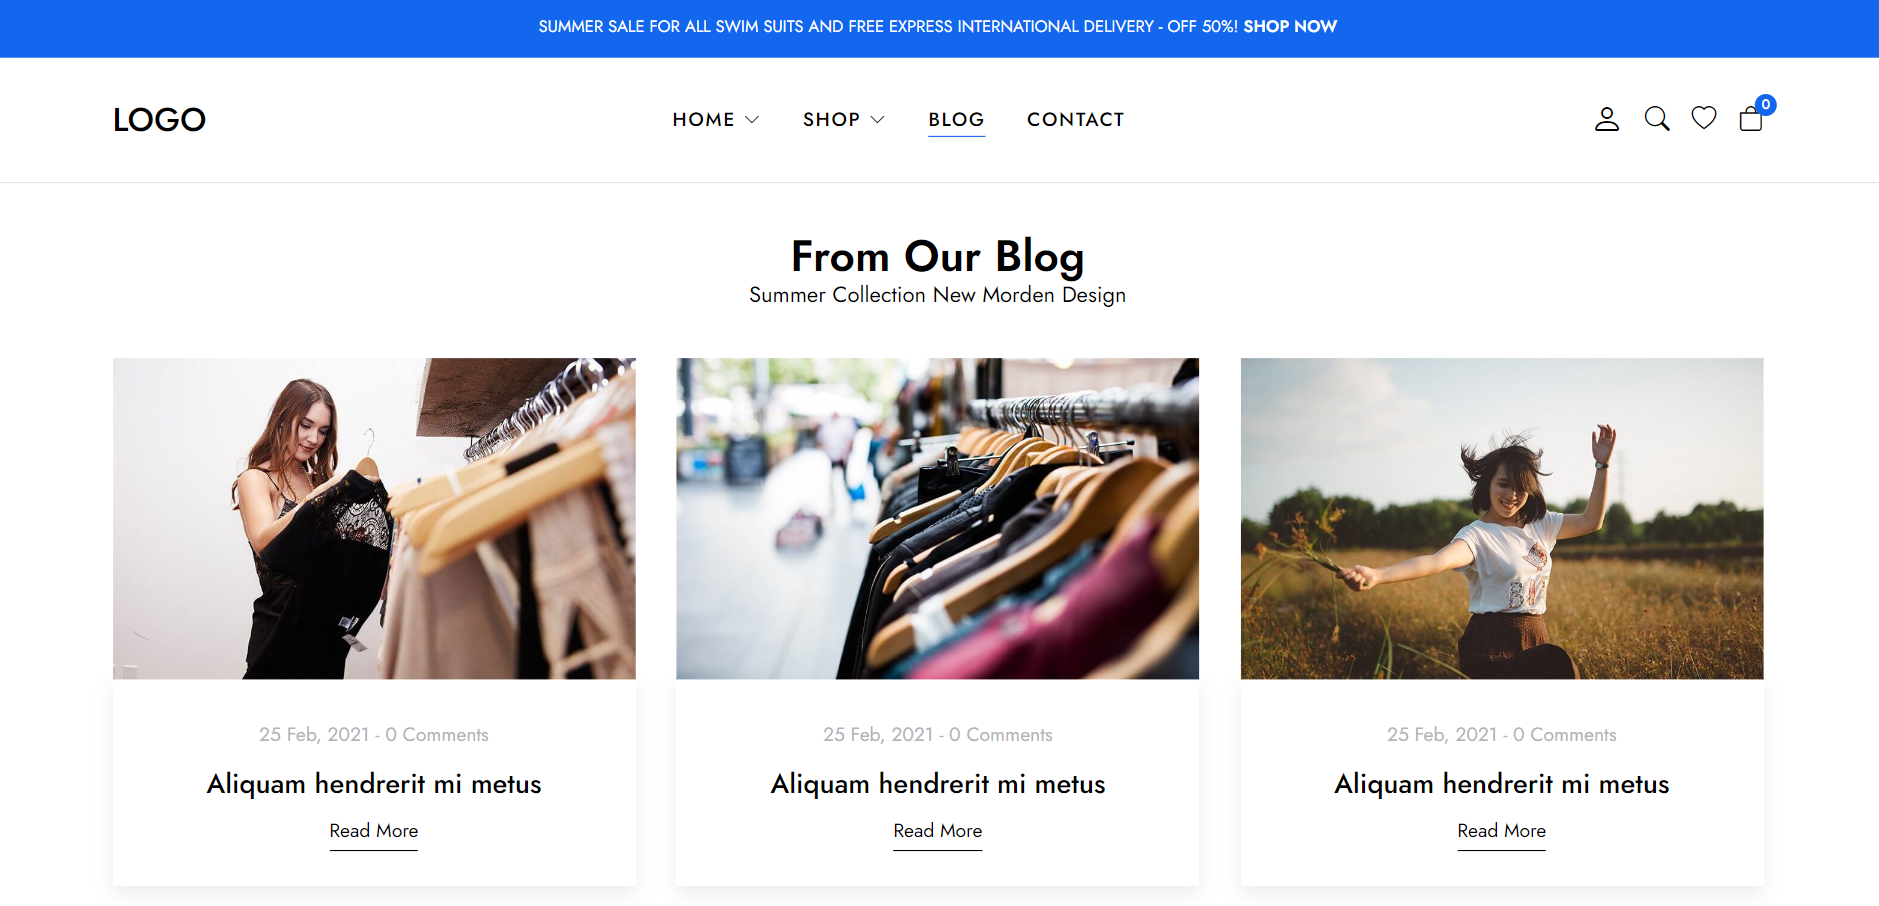 SUMMER SALE FOR ALL SWIM SUITS AND FREE EXPRESS INTERNATIONAL DELIVERY - OFF 50%! SHOP NOW
LOGO
HOME SHOP BLOG CONTACT
0
From Our Blog
Summer Collection New Morden Design
25 Feb, 2021 - 0 Comments
Aliquam hendrerit mi metus
Read More
25 Feb, 2021 - 0 Comments
Aliquam hendrerit mi metus
Read More
25 Feb, 2021 - 0 Comments
Aliquam hendrerit mi metus
Read More